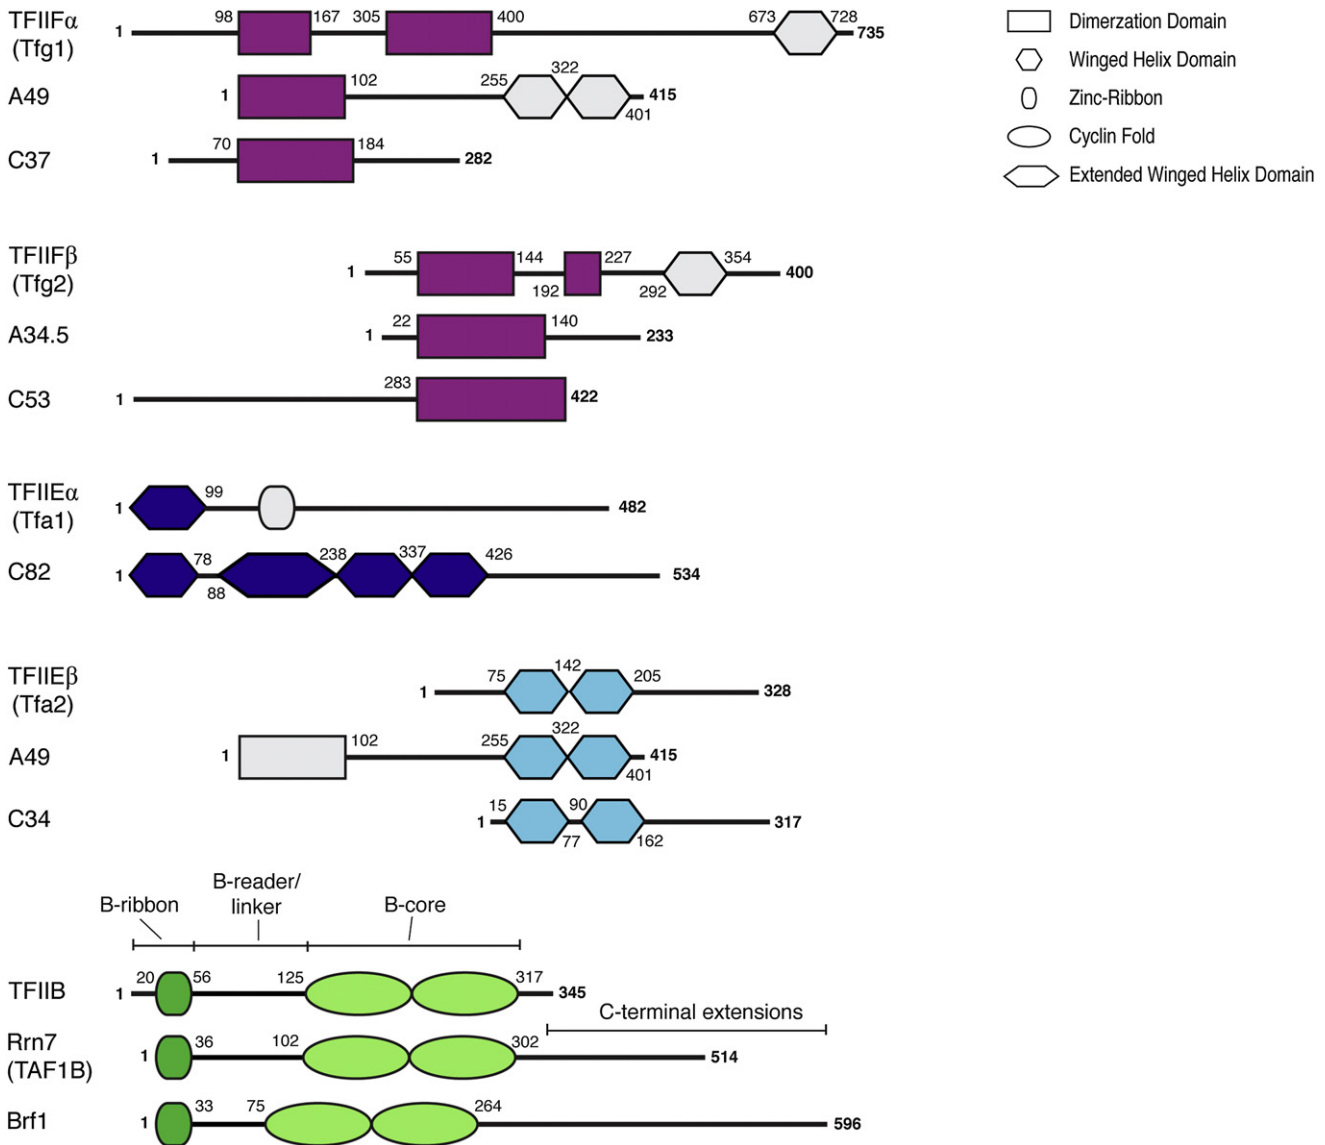 TFIIFα
(Tfg1)
1 98 167 305 400 673 728 735
A49
1 102 255 322 401 415
C37
1 70 184 282
Dimerzation Domain
Winged Helix Domain
Zinc-Ribbon
Cyclin Fold
Extended Winged Helix Domain
TFIIFβ
(Tfg2)
1 55 144 192 227 292 354 400
A34.5
1 22 140 233
C53
1 283 422
TFIIEα
(Tfa1)
1 99 482
C82
1 78 88 238 337 426 534
TFIIEβ
(Tfa2)
1 75 142 205 328
A49
1 102 255 322 401 415
C34
1 15 77 90 162 317
B-ribbon
B-reader/
linker
B-core
TFIIB
1 20 56 125 317 345
C-terminal extensions
Rrn7
(TAF1B)
1 36 102 302 514
Brf1
1 33 75 264 596